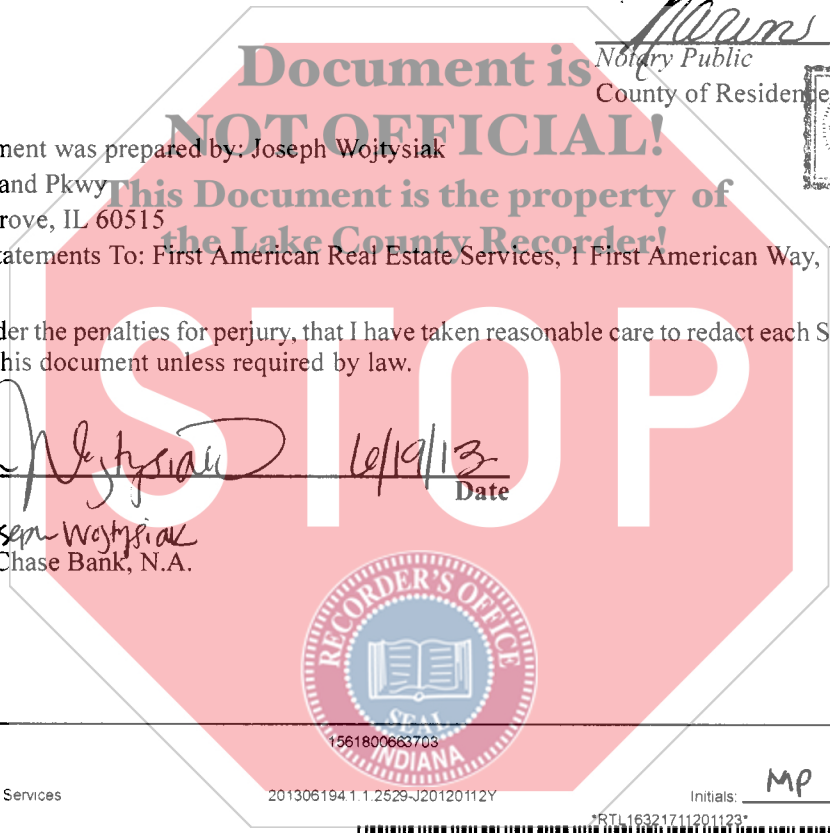 Notary Public
County of Residence
Document is
NOT OFFICIAL!
This Document is the property of
the Lake County Recorder!
ment was prepared by: Joseph Wojtysiak
and Pkwy
rove, IL 60515
tatements To: First American Real Estate Services, 1 First American Way,
der the penalties for perjury, that I have taken reasonable care to redact each S
his document unless required by law.
STOP
Wojtysiak 6/19/13
Date
seph Wojtysiak
Chase Bank, N.A.
RECORDER'S OFFICE
SEAL
INDIANA
1561800663703
Services 201306194.1.1.2529-J20120112Y Initials: MP
*RTL16321711201123*